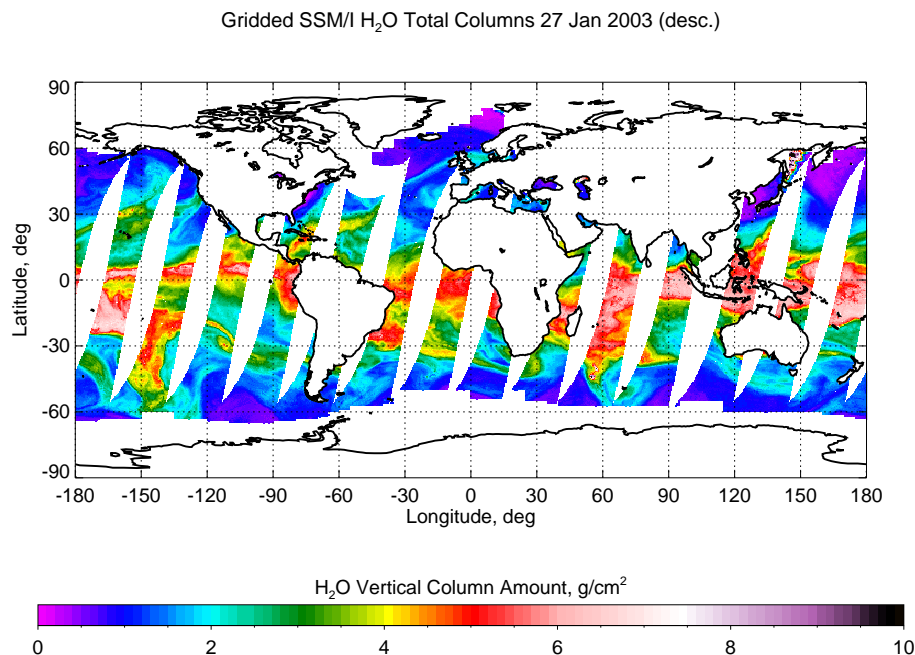 Gridded SSM/I H₂O Total Columns 27 Jan 2003 (desc.)
90
60
30
0
-30
-60
-90
Latitude, deg
-180 -150 -120 -90 -60 -30 0 30 60 90 120 150 180
Longitude, deg
H₂O Vertical Column Amount, g/cm²
0 2 4 6 8 10